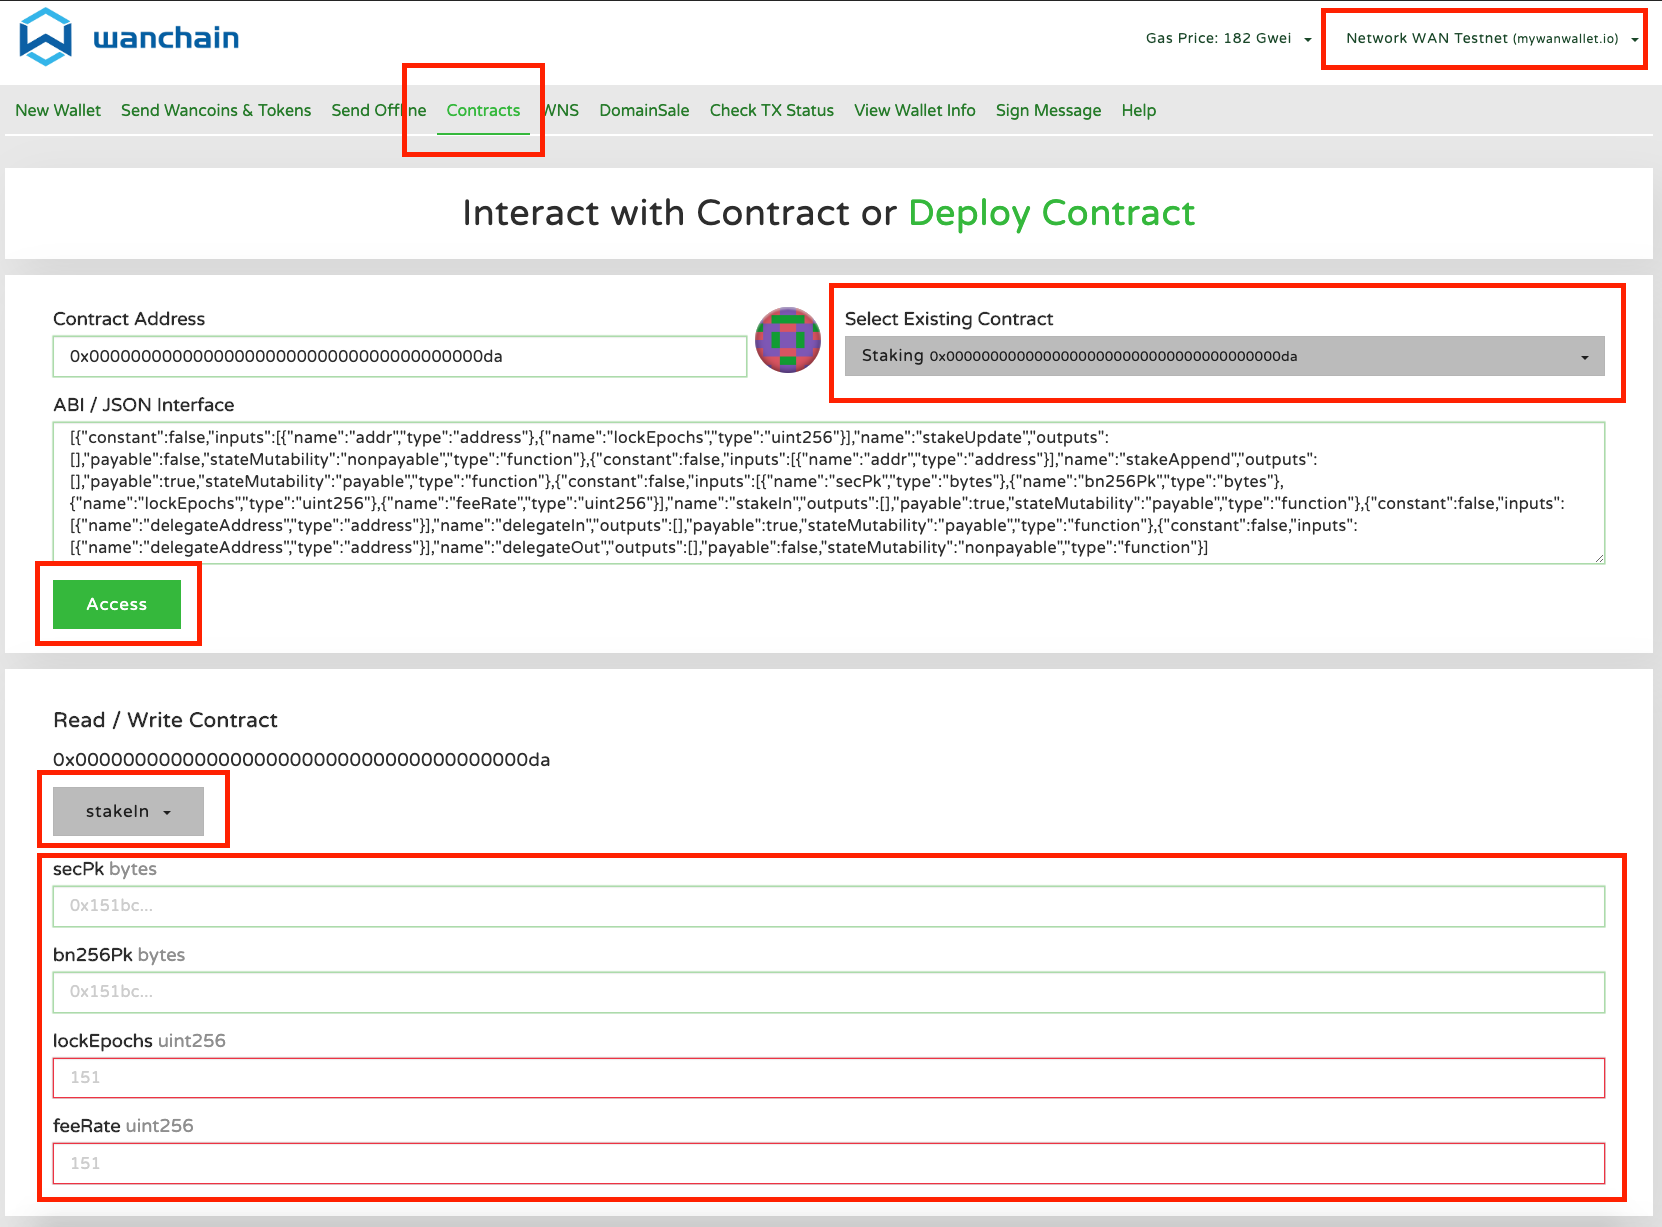 wanchain
Gas Price: 182 Gwei
Network WAN Testnet (mywanwallet.io)
New Wallet Send Wancoins & Tokens Send Offline Contracts WNS DomainSale Check TX Status View Wallet Info Sign Message Help
Interact with Contract or Deploy Contract
Contract Address
0x00000000000000000000000000000000000000da
Select Existing Contract
Staking 0x00000000000000000000000000000000000000da
ABI / JSON Interface
[{"constant":false,"inputs":[{"name":"addr","type":"address"},{"name":"lockEpochs","type":"uint256"}],"name":"stakeUpdate","outputs":
[],"payable":false,"stateMutability":"nonpayable","type":"function"},{"constant":false,"inputs":[{"name":"addr","type":"address"}],"name":"stakeAppend","outputs":
[],"payable":true,"stateMutability":"payable","type":"function"},{"constant":false,"inputs":[{"name":"secPk","type":"bytes"},{"name":"bn256Pk","type":"bytes"},
{"name":"lockEpochs","type":"uint256"},{"name":"feeRate","type":"uint256"}],"name":"stakeIn","outputs":[],"payable":true,"stateMutability":"payable","type":"function"},{"constant":false,"inputs":
[{"name":"delegateAddress","type":"address"}],"name":"delegateIn","outputs":[],"payable":true,"stateMutability":"payable","type":"function"},{"constant":false,"inputs":
[{"name":"delegateAddress","type":"address"}],"name":"delegateOut","outputs":[],"payable":false,"stateMutability":"nonpayable","type":"function"}]
Access
Read / Write Contract
0x00000000000000000000000000000000000000da
stakeIn
secPk bytes
0x151bc...
bn256Pk bytes
0x151bc...
lockEpochs uint256
151
feeRate uint256
151